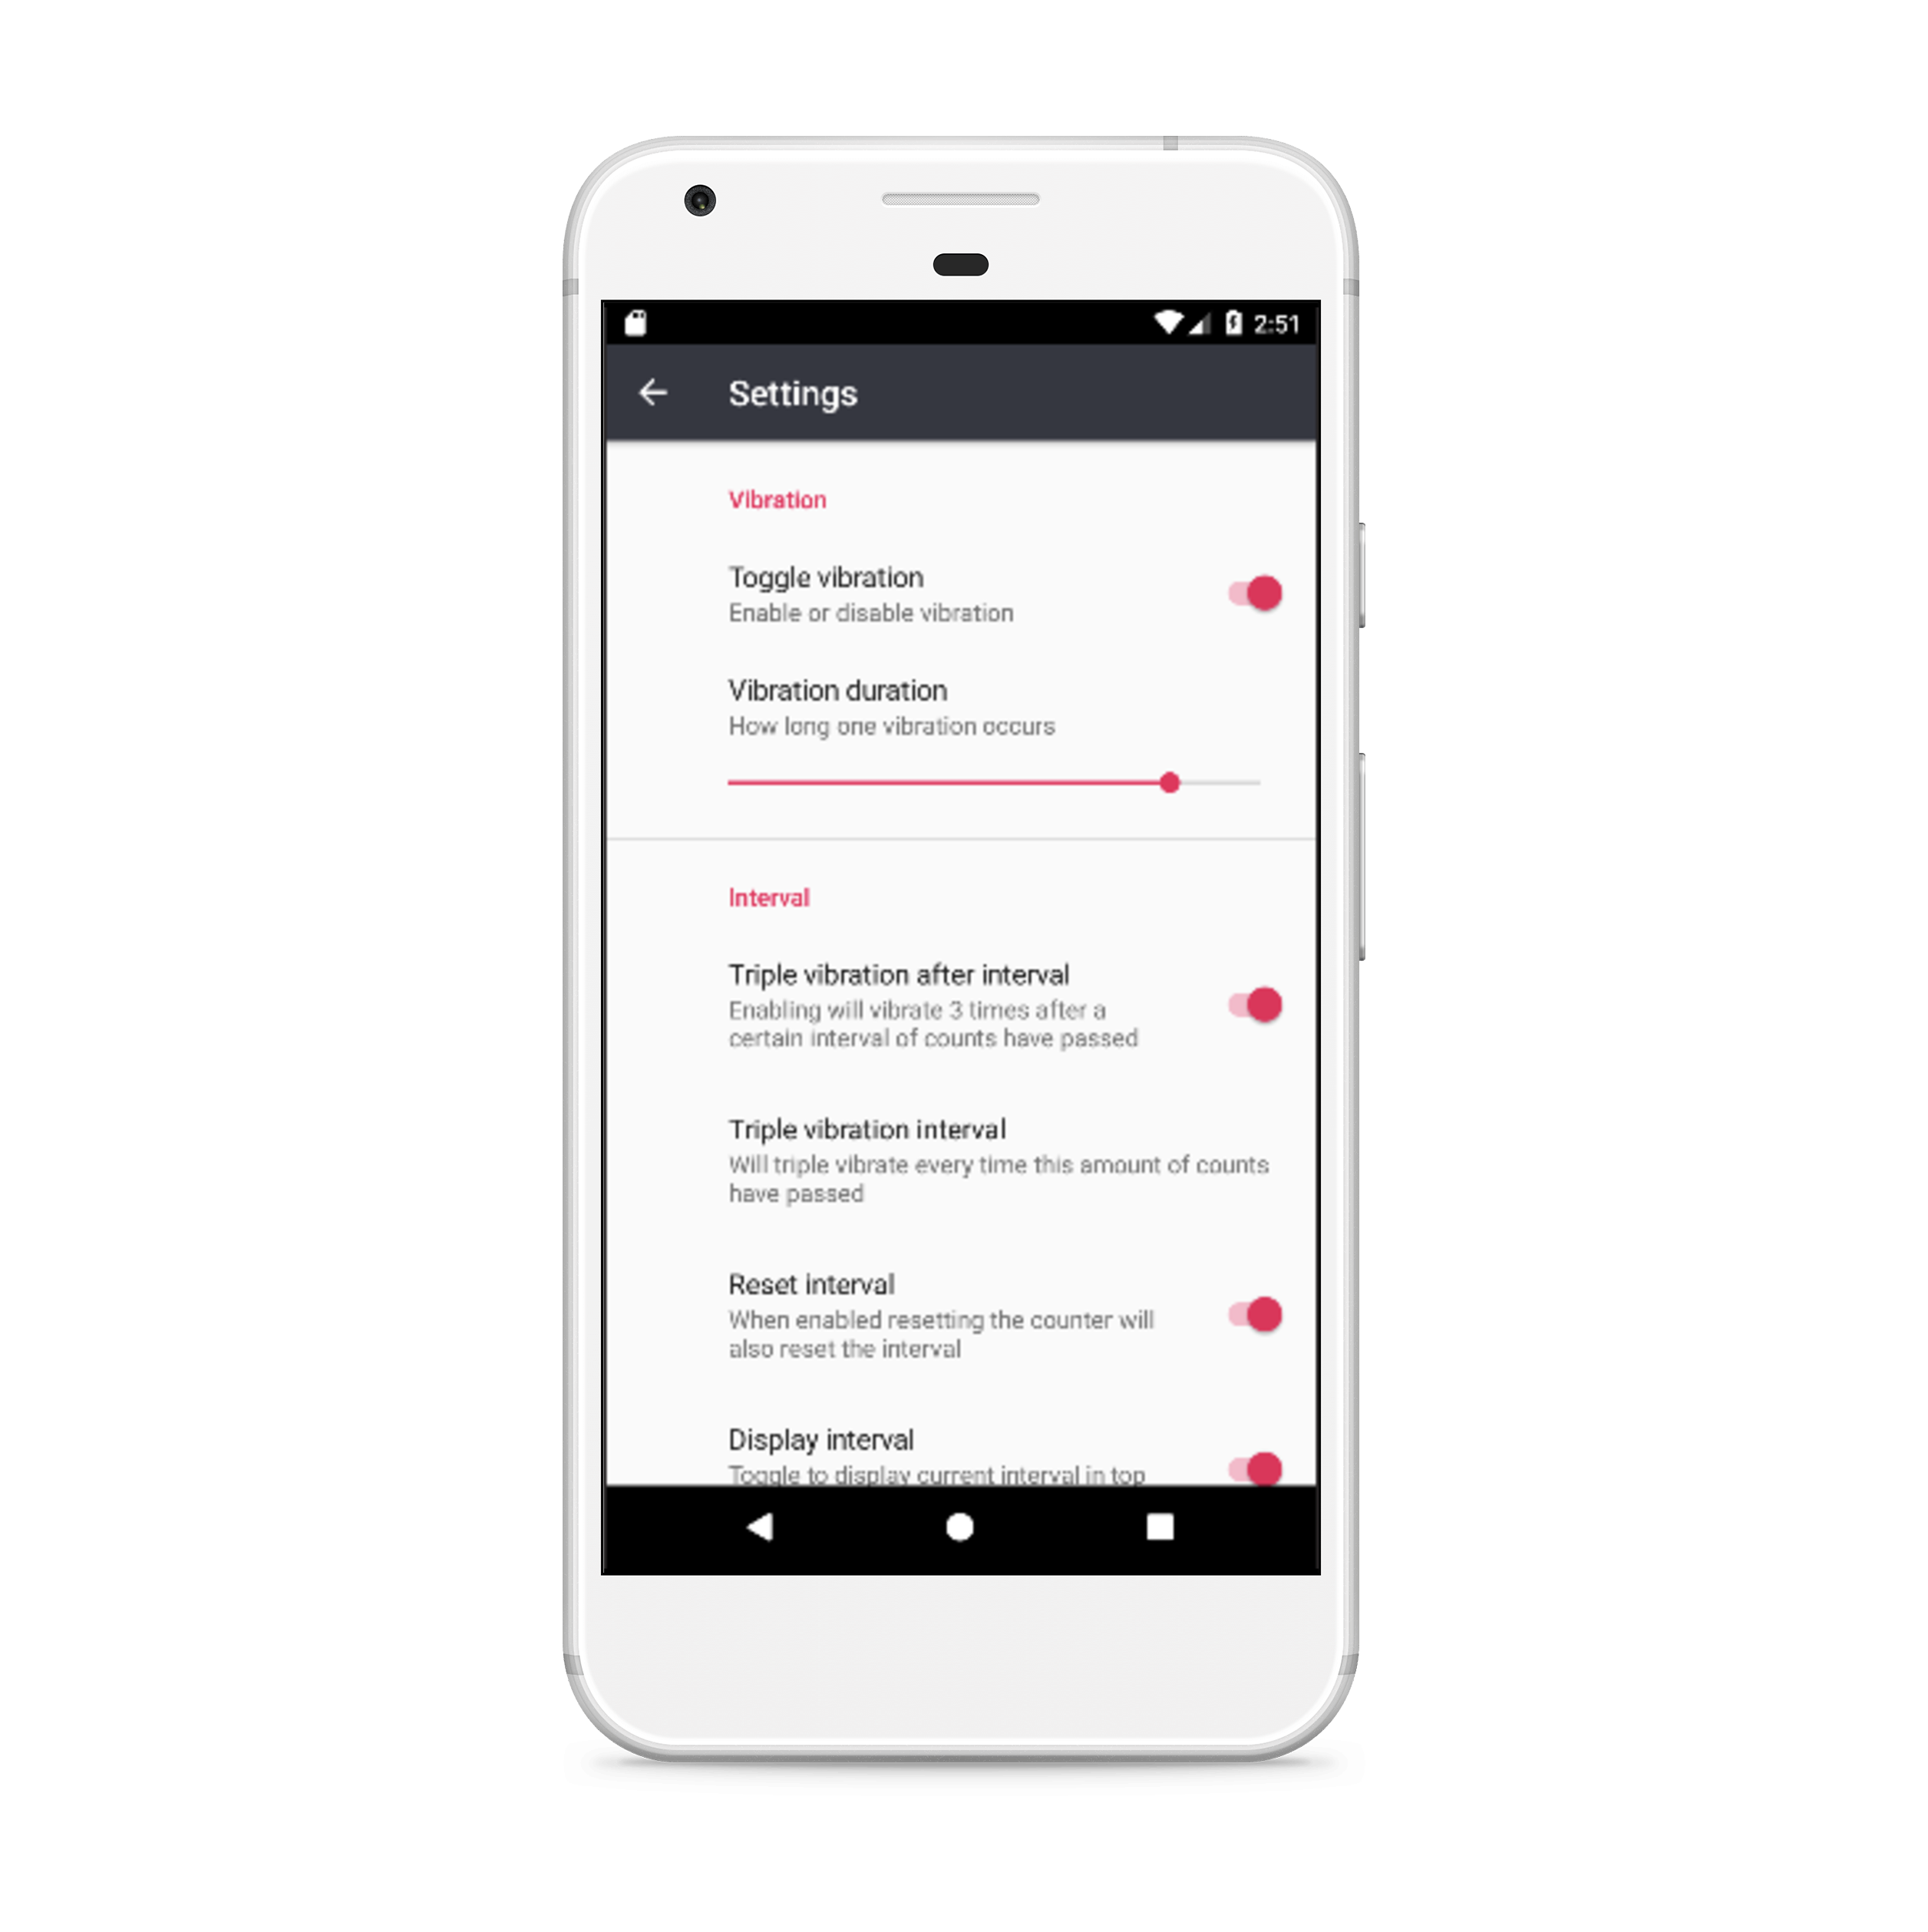 2:51
Settings
Vibration
Toggle vibration
Enable or disable vibration
Vibration duration
How long one vibration occurs
Interval
Triple vibration after interval
Enabling will vibrate 3 times after a
certain interval of counts have passed
Triple vibration interval
Will triple vibrate every time this amount of counts
have passed
Reset interval
When enabled resetting the counter will
also reset the interval
Display interval
Toggle to display current interval in top